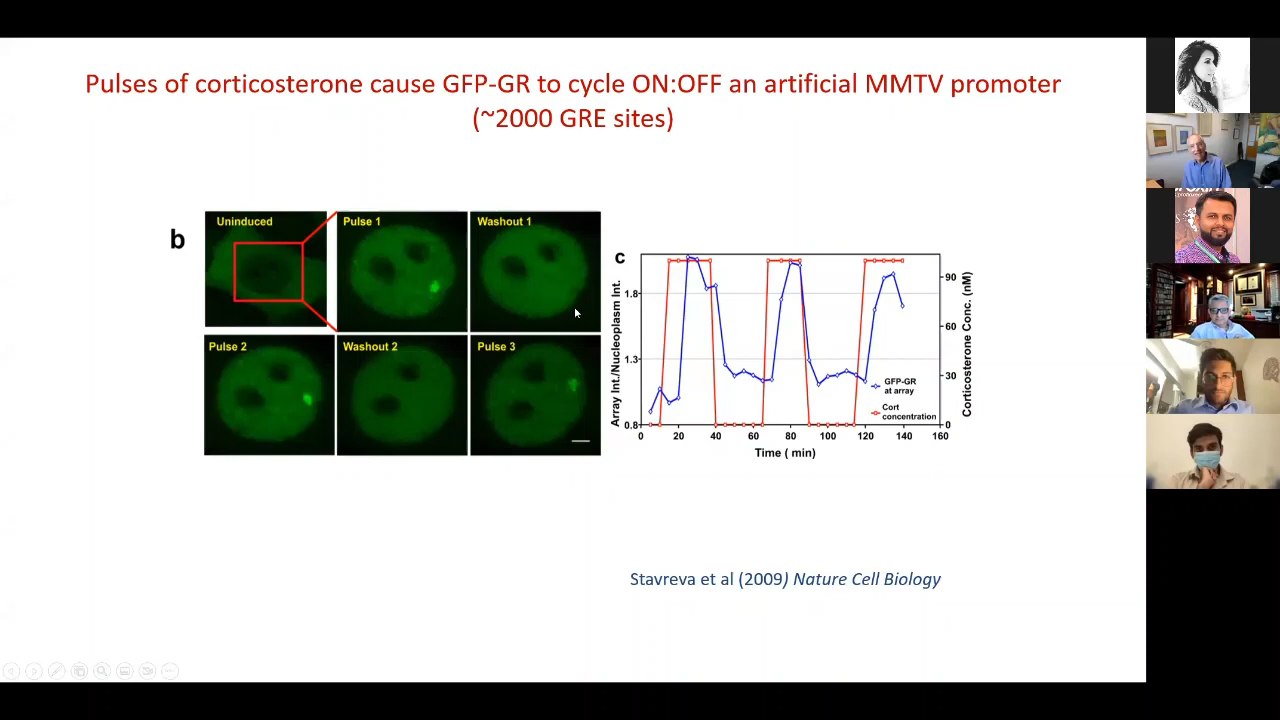 Pulses of corticosterone cause GFP-GR to cycle ON:OFF an artificial MMTV promoter
(~2000 GRE sites)
b
Uninduced
Pulse 1
Washout 1
Pulse 2
Washout 2
Pulse 3
c
Array Int./Nucleoplasm Int.
1.8
1.3
0.8
90
60
30
0
Corticosterone Conc. (nM)
GFP-GR
at array
Cort
concentration
0 20 40 60 80 100 120 140 160
Time ( min)
Stavreva et al (2009) Nature Cell Biology